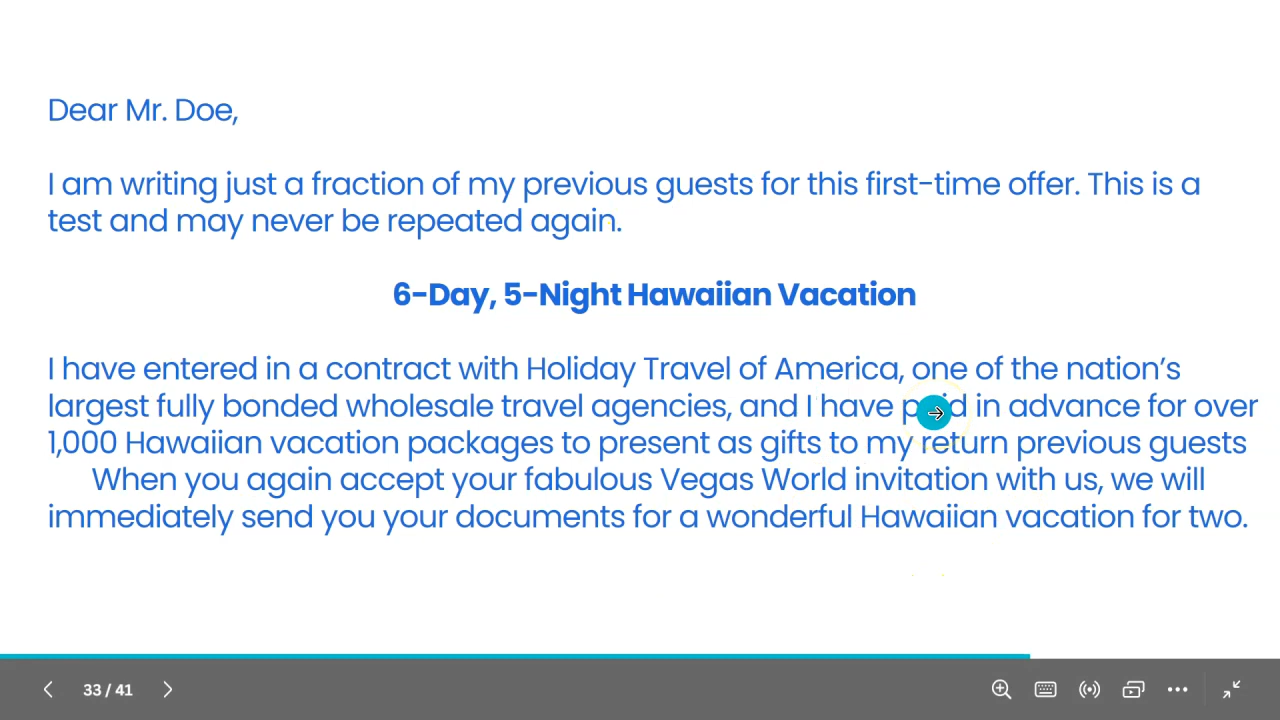 Dear Mr. Doe,
I am writing just a fraction of my previous guests for this first-time offer. This is a
test and may never be repeated again.
6-Day, 5-Night Hawaiian Vacation
I have entered in a contract with Holiday Travel of America, one of the nation's
largest fully bonded wholesale travel agencies, and I have paid in advance for over
1,000 Hawaiian vacation packages to present as gifts to my return previous guests
When you again accept your fabulous Vegas World invitation with us, we will
immediately send you your documents for a wonderful Hawaiian vacation for two.
33 / 41